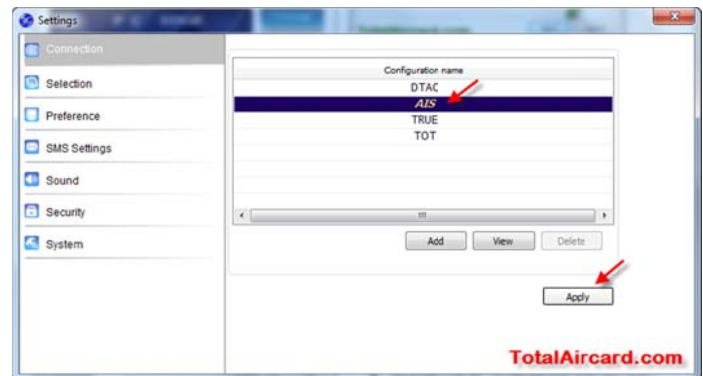 Settings
Connection
Selection
Preference
SMS Settings
Sound
Security
System
Configuration name
DTAC
AIS
TRUE
TOT
Add View Delete
Apply
TotalAircard.com